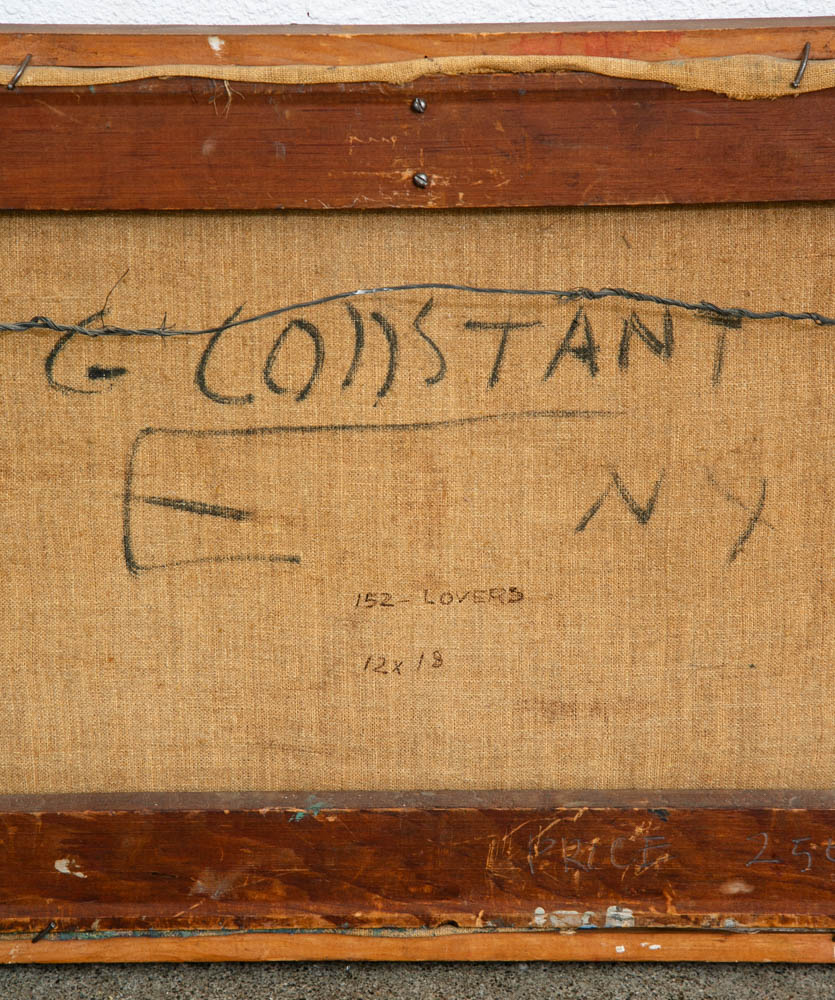 G- CONSTANT
E- NY
152- LOVERS
12 x 18
PRICE